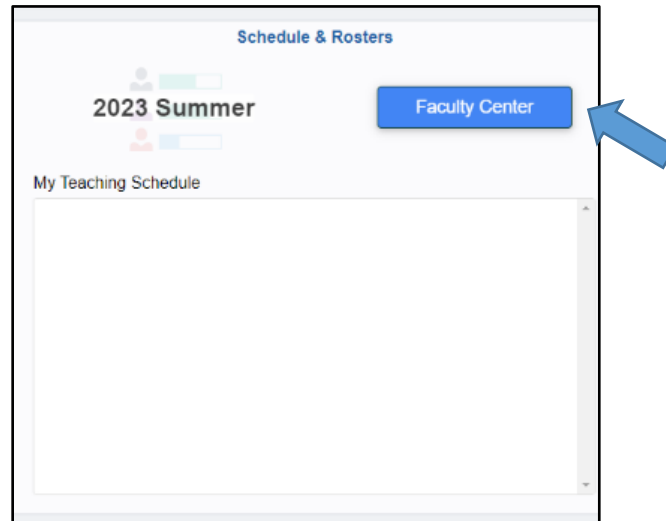 Schedule & Rosters
2023 Summer
Faculty Center
My Teaching Schedule